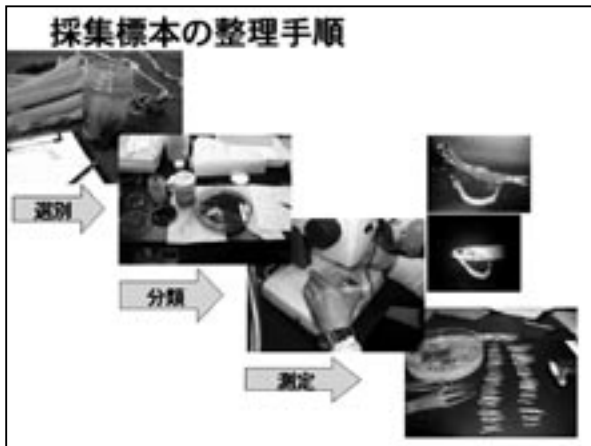 採集標本の整理手順
選別
分類
測定